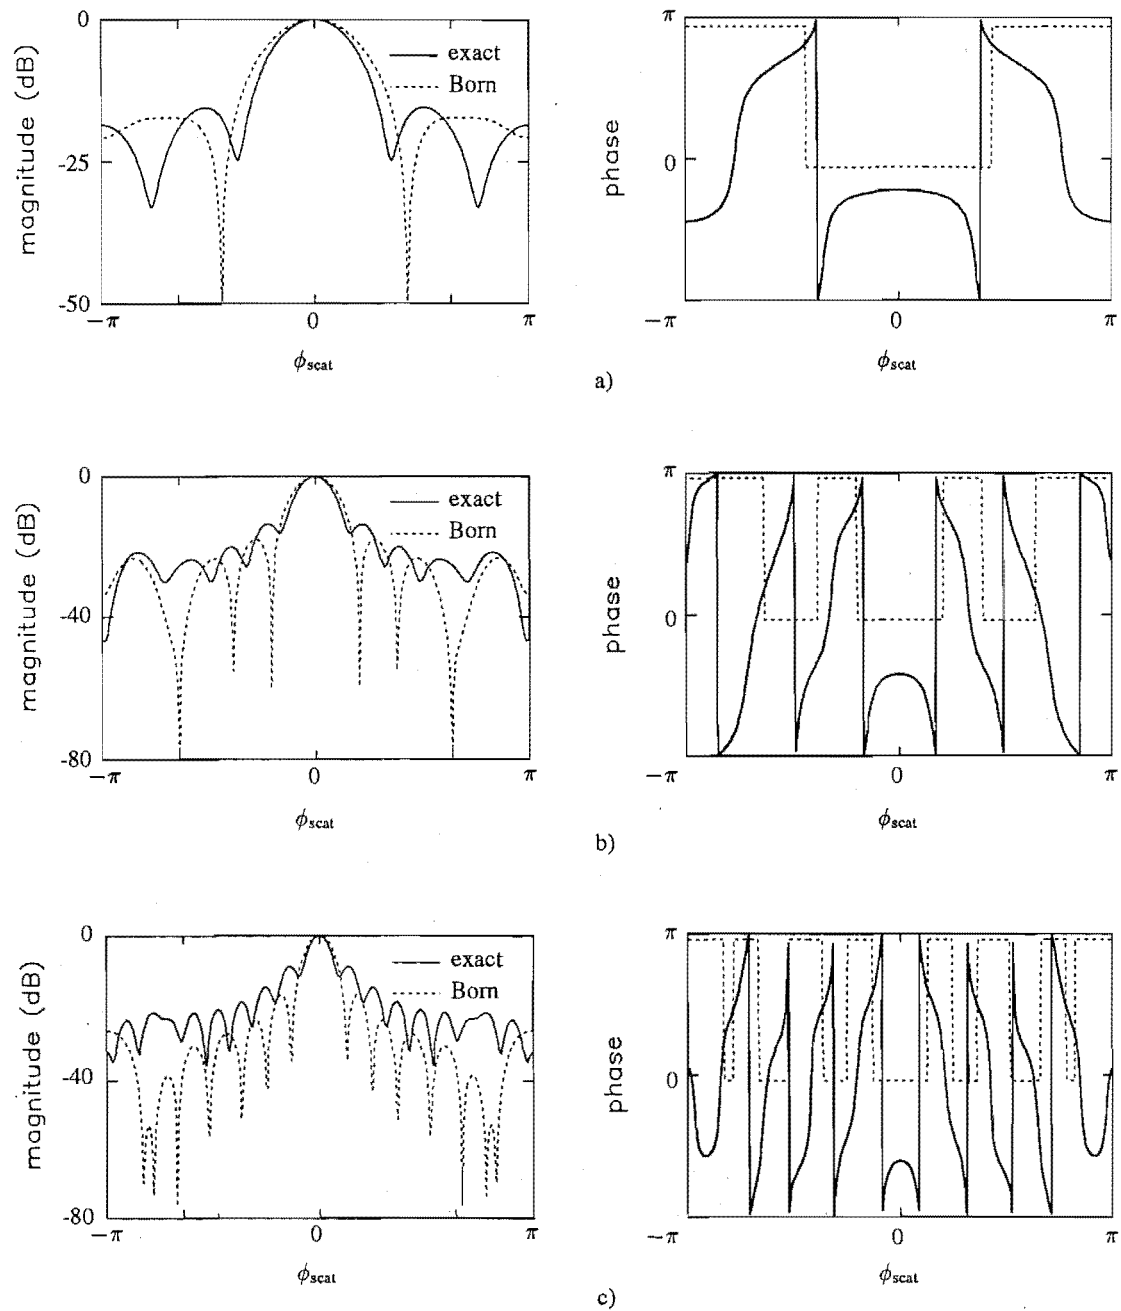 0
-25
-50
magnitude (dB)
exact
Born
−π
0
π
ϕscat
π
0
phase
−π
0
π
ϕscat
a)
0
-40
-80
magnitude (dB)
exact
Born
−π
0
π
ϕscat
π
0
phase
−π
0
π
ϕscat
b)
0
-40
-80
magnitude (dB)
exact
Born
−π
0
π
ϕscat
π
0
phase
−π
0
π
ϕscat
c)